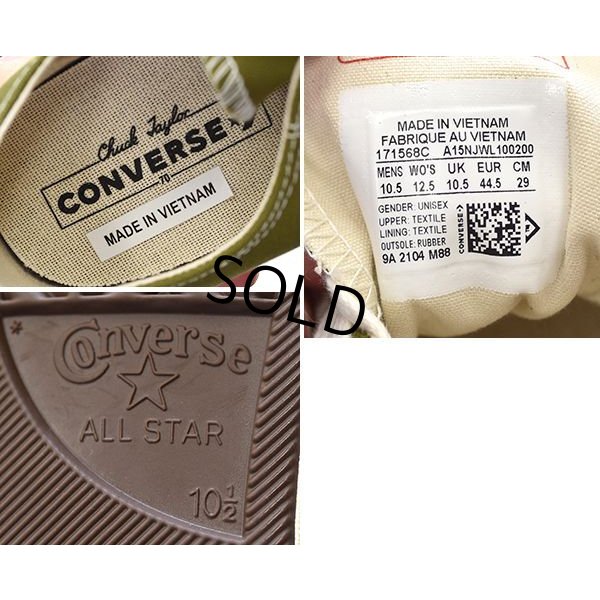 Chuck Taylor
CONVERSE
70
MADE IN VIETNAM
MADE IN VIETNAM
FABRIQUE AU VIETNAM
171568C A15NJWL100200
MENS WO'S UK EUR CM
10.5 12.5 10.5 44.5 29
GENDER: UNISEX
UPPER: TEXTILE
LINING: TEXTILE
OUTSOLE: RUBBER
9A 2104 M88
CONVERSE
SOLD
Converse
ALL STAR
10 1/2